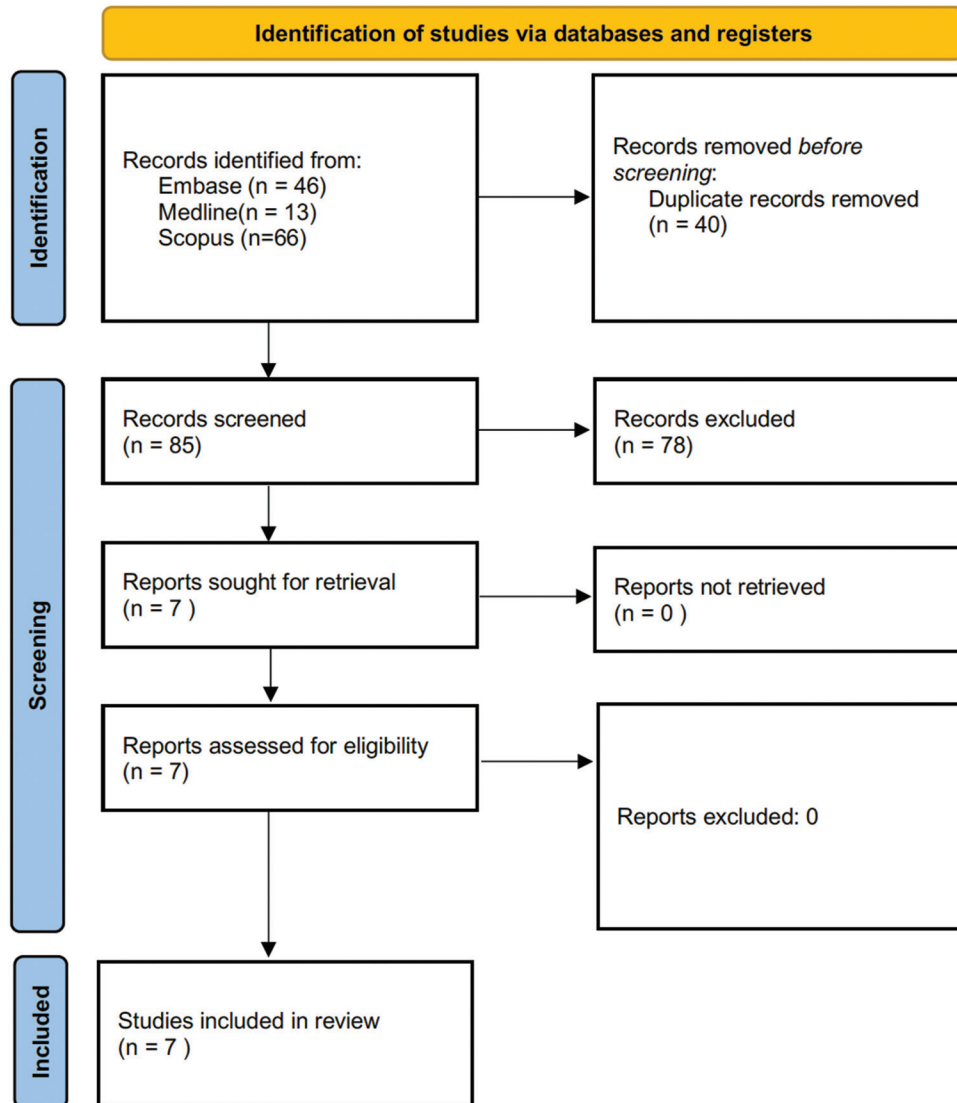 Identification of studies via databases and registers
Identification
Records identified from:
Embase (n = 46)
Medline(n = 13)
Scopus (n=66)
Records removed before
screening:
Duplicate records removed
(n = 40)
Screening
Records screened
(n = 85)
Records excluded
(n = 78)
Reports sought for retrieval
(n = 7 )
Reports not retrieved
(n = 0 )
Reports assessed for eligibility
(n = 7)
Reports excluded: 0
Included
Studies included in review
(n = 7 )